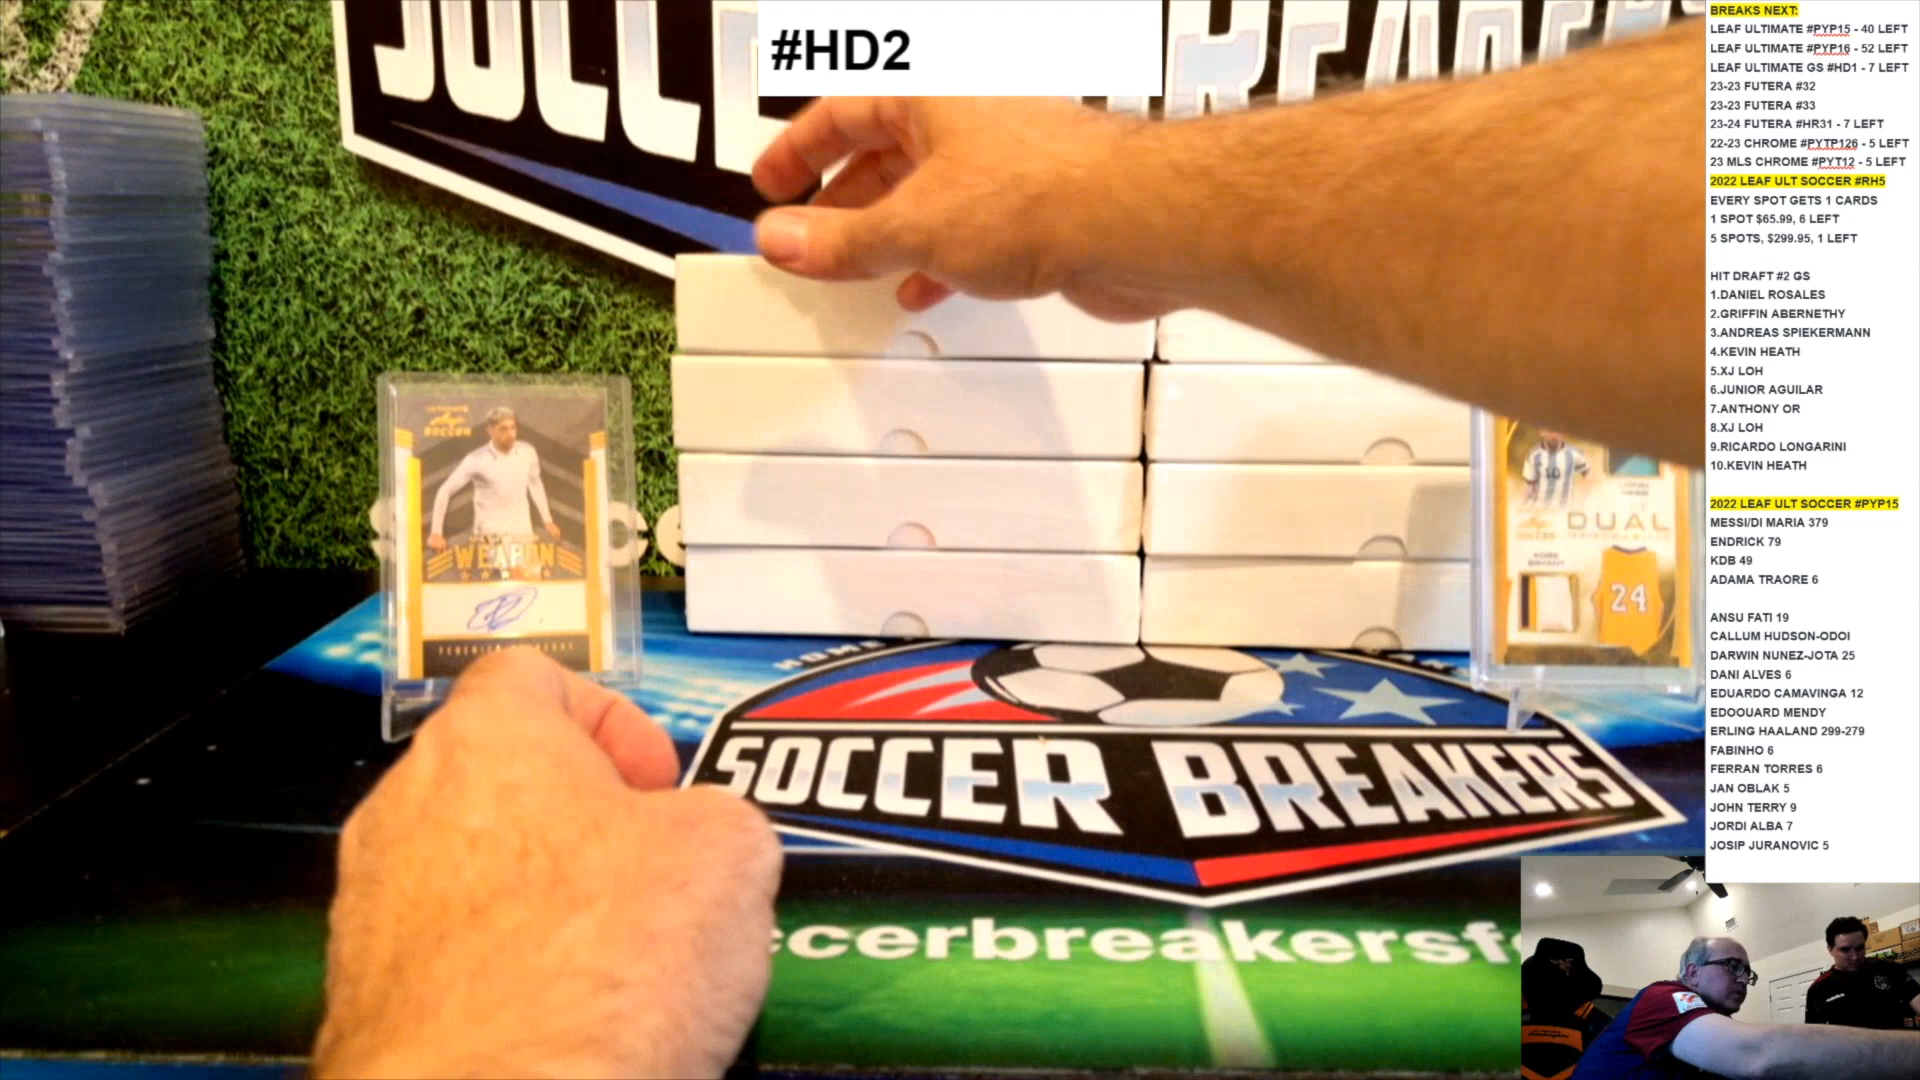 #HD2
SOCCER BREAKERS
ULTIMATE
Leaf
SOCCER
WEAPON
DUAL
24
SOCCER BREAKERS
BREAKS NEXT:
LEAF ULTIMATE #PYP15 - 40 LEFT
LEAF ULTIMATE #PYP16 - 52 LEFT
LEAF ULTIMATE GS #HD1 - 7 LEFT
23-23 FUTERA #32
23-23 FUTERA #33
23-24 FUTERA #HR31 - 7 LEFT
22-23 CHROME #PYTP126 - 5 LEFT
23 MLS CHROME #PYT12 - 5 LEFT
2022 LEAF ULT SOCCER #RH5
EVERY SPOT GETS 1 CARDS
1 SPOT $65.99, 6 LEFT
5 SPOTS, $299.95, 1 LEFT
HIT DRAFT #2 GS
1.DANIEL ROSALES
2.GRIFFIN ABERNETHY
3.ANDREAS SPIEKERMANN
4.KEVIN HEATH
5.XJ LOH
6.JUNIOR AGUILAR
7.ANTHONY OR
8.XJ LOH
9.RICARDO LONGARINI
10.KEVIN HEATH
2022 LEAF ULT SOCCER #PYP15
MESSI/DI MARIA 379
ENDRICK 79
KDB 49
ADAMA TRAORE 6
ANSU FATI 19
CALLUM HUDSON-ODOI
DARWIN NUNEZ-JOTA 25
DANI ALVES 6
EDUARDO CAMAVINGA 12
EDOOUARD MENDY
ERLING HAALAND 299-279
FABINHO 6
FERRAN TORRES 6
JAN OBLAK 5
JOHN TERRY 9
JORDI ALBA 7
JOSIP JURANOVIC 5